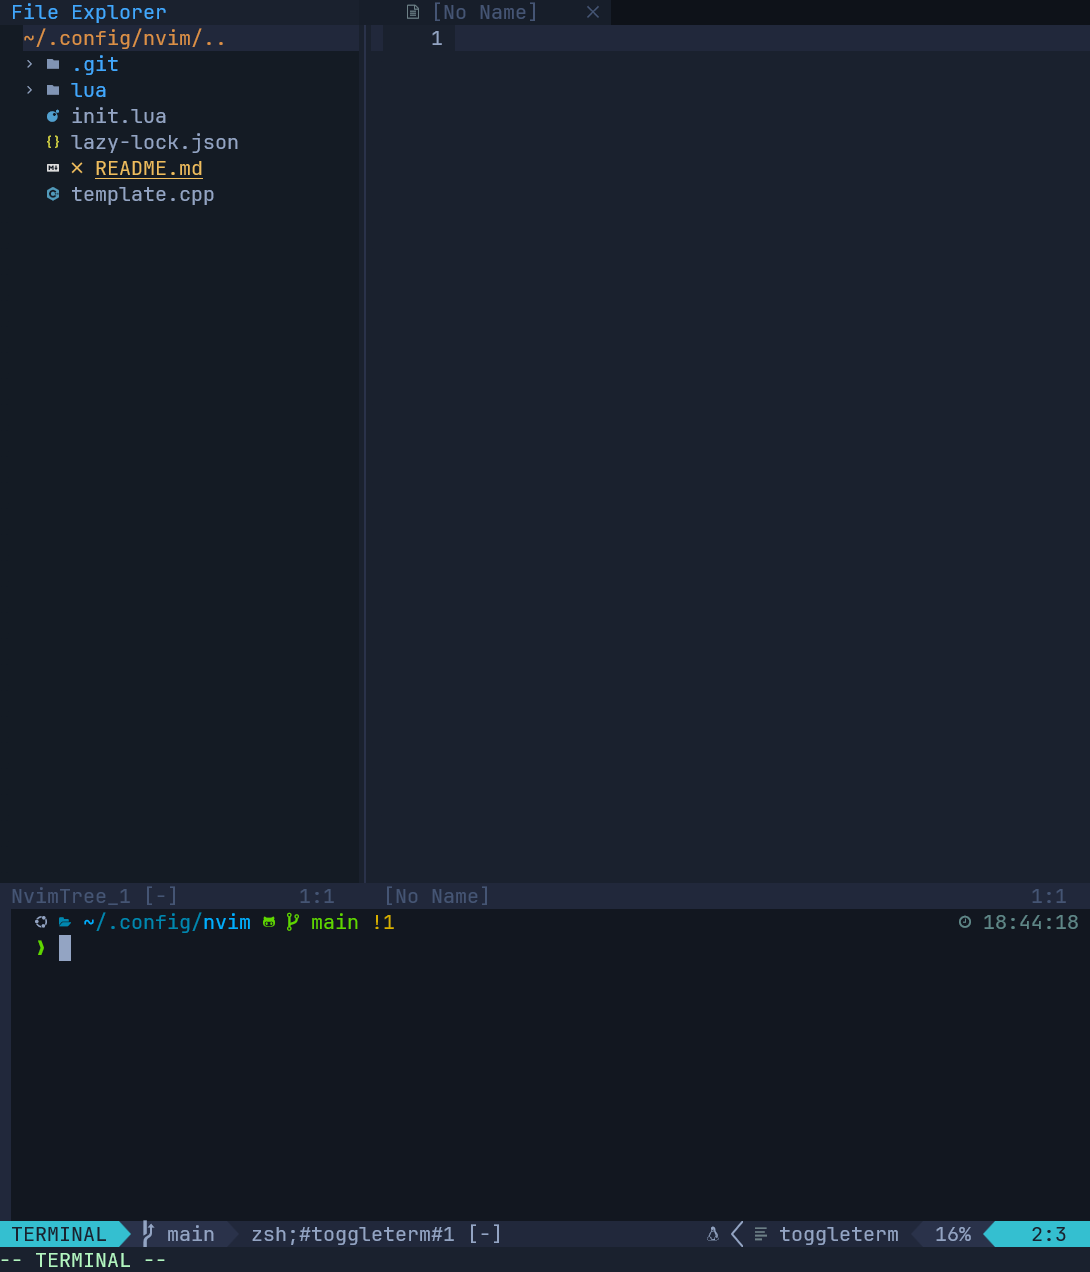 File Explorer
[No Name]
~/.config/nvim/..
1
.git
lua
init.lua
{} lazy-lock.json
README.md
template.cpp
NvimTree_1 [-] 1:1
[No Name] 1:1
~/.config/nvim main !1 18:44:18
❯
TERMINAL main zsh;#toggleterm#1 [-] toggleterm 16% 2:3
-- TERMINAL --